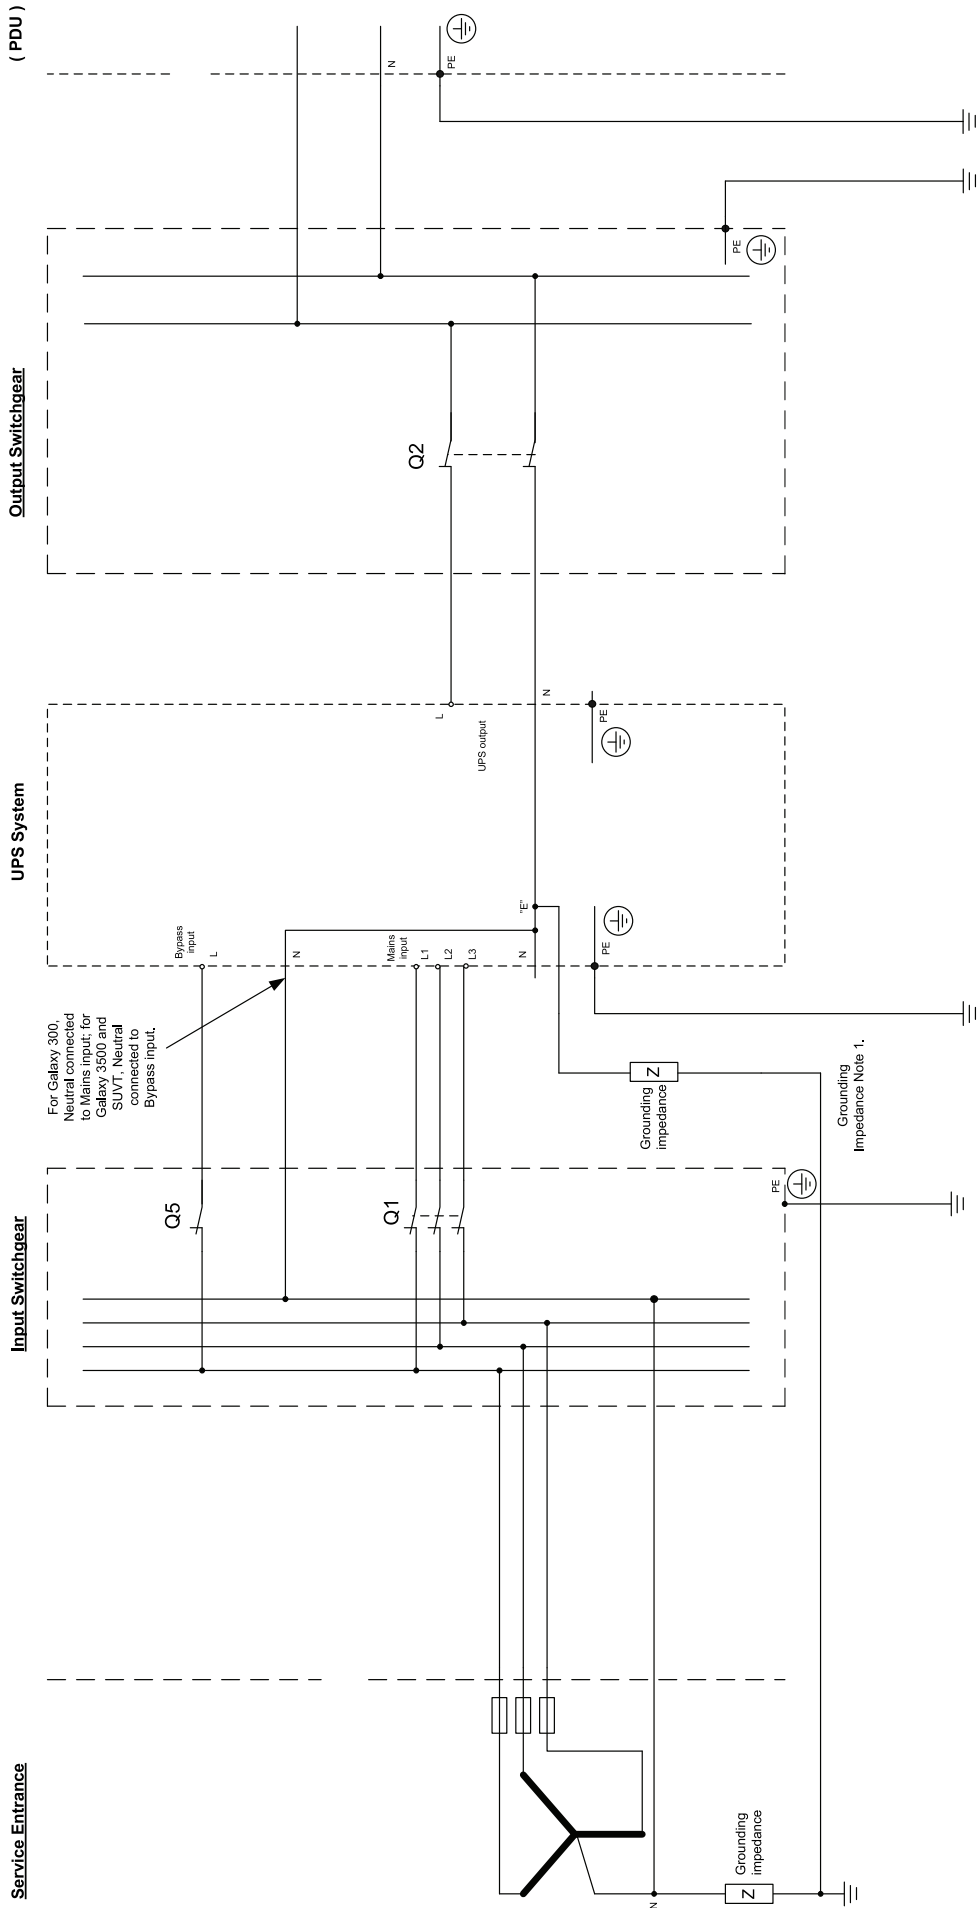 Service Entrance
Input Switchgear
UPS System
Output Switchgear
( PDU )
N
Grounding
impedance
Z
Q5
Q1
PE
For Galaxy 300,
Neutral connected
to Mains input; for
Galaxy 3500 and
SUVT, Neutral
connected to
Bypass input.
Grounding
impedance
Z
Grounding
Impedance Note 1.
Bypass
input
L
N
Mains
input
L1
L2
L3
N
"E"
PE
L
UPS output
N
PE
Q2
PE
N
PE